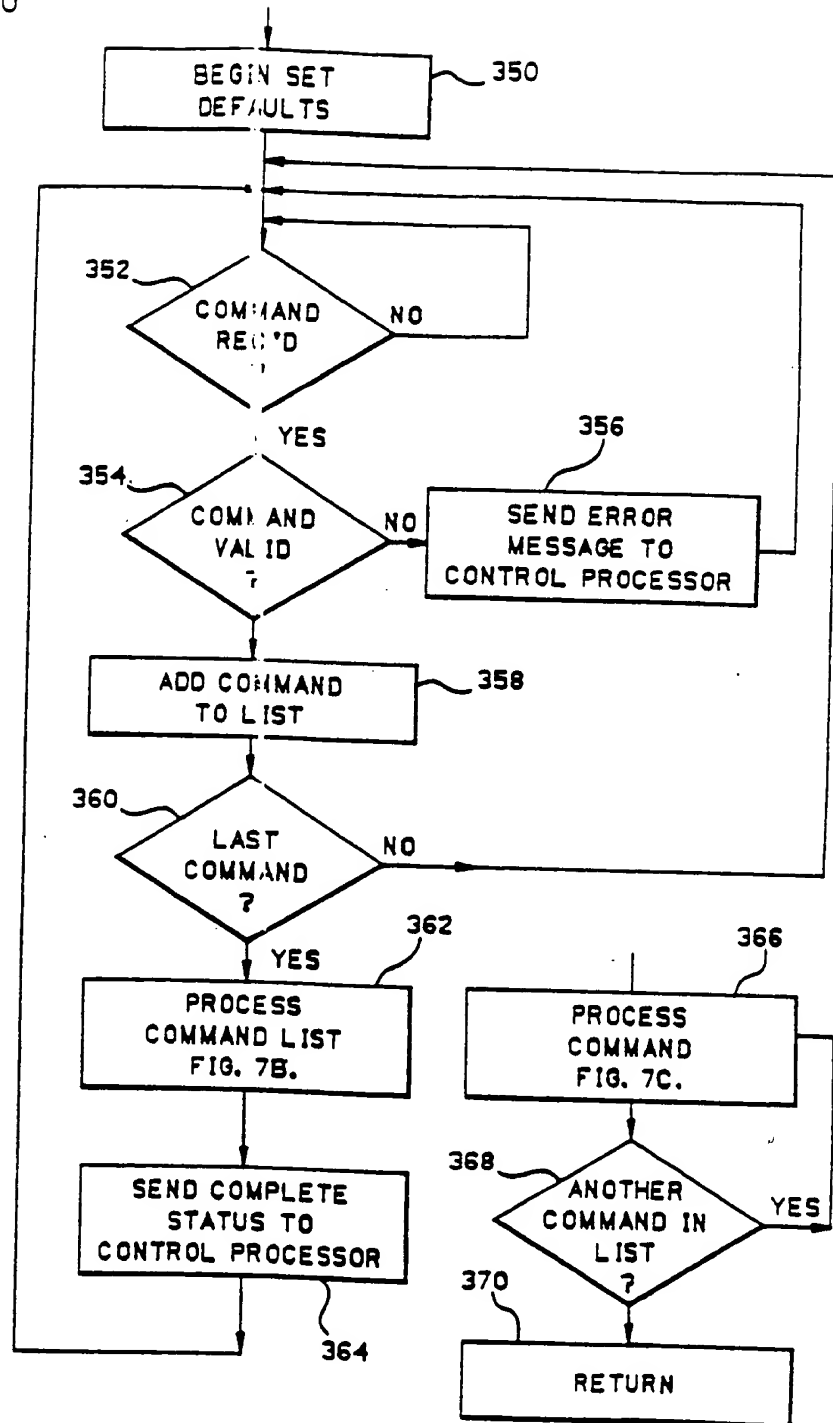 BEGIN SET
DEFAULTS
350
352
COMMAND
REC'D
?
NO
YES
354
COMMAND
VALID
?
NO
356
SEND ERROR
MESSAGE TO
CONTROL PROCESSOR
ADD COMMAND
TO LIST
358
360
LAST
COMMAND
?
NO
YES
362
PROCESS
COMMAND LIST
FIG. 7B.
SEND COMPLETE
STATUS TO
CONTROL PROCESSOR
364
366
PROCESS
COMMAND
FIG. 7C.
368
ANOTHER
COMMAND IN
LIST
?
YES
370
RETURN